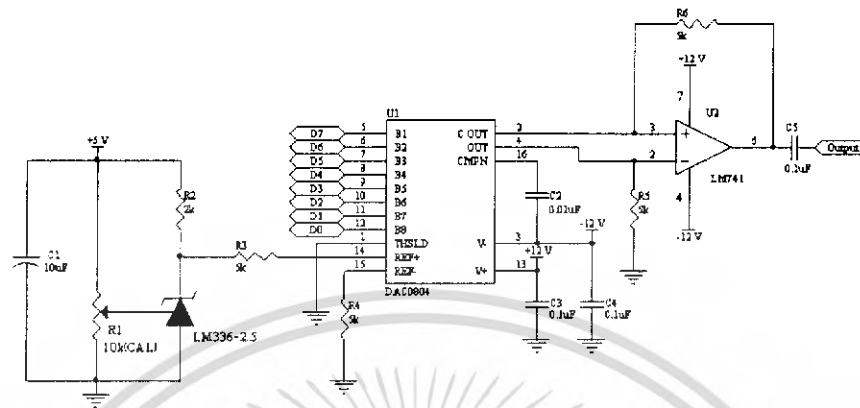 R6
5k
+12 V
7
U2
U1
+5 V
D7 5 B1 C OUT 2 3 + 6 C5 Output
D6 6 B2 OUT 4 2 -
D5 7 B3 CMPN 16 LM741 0.2uF
D4 8 B4
D3 9 B5
D2 10 B6
D1 11 B7
D0 12 B8
R2
2k
C2
0.01uF
R5
5k
4
-12 V
-12 V
1 THSLD V- 3
R3
5k
14 REF+ +12 V
15 REF- V+ 13
DAC0804
C1
10uF
R4
5k
C3
0.1uF
C4
0.1uF
R1
10k(CAL)
LM336-2.5